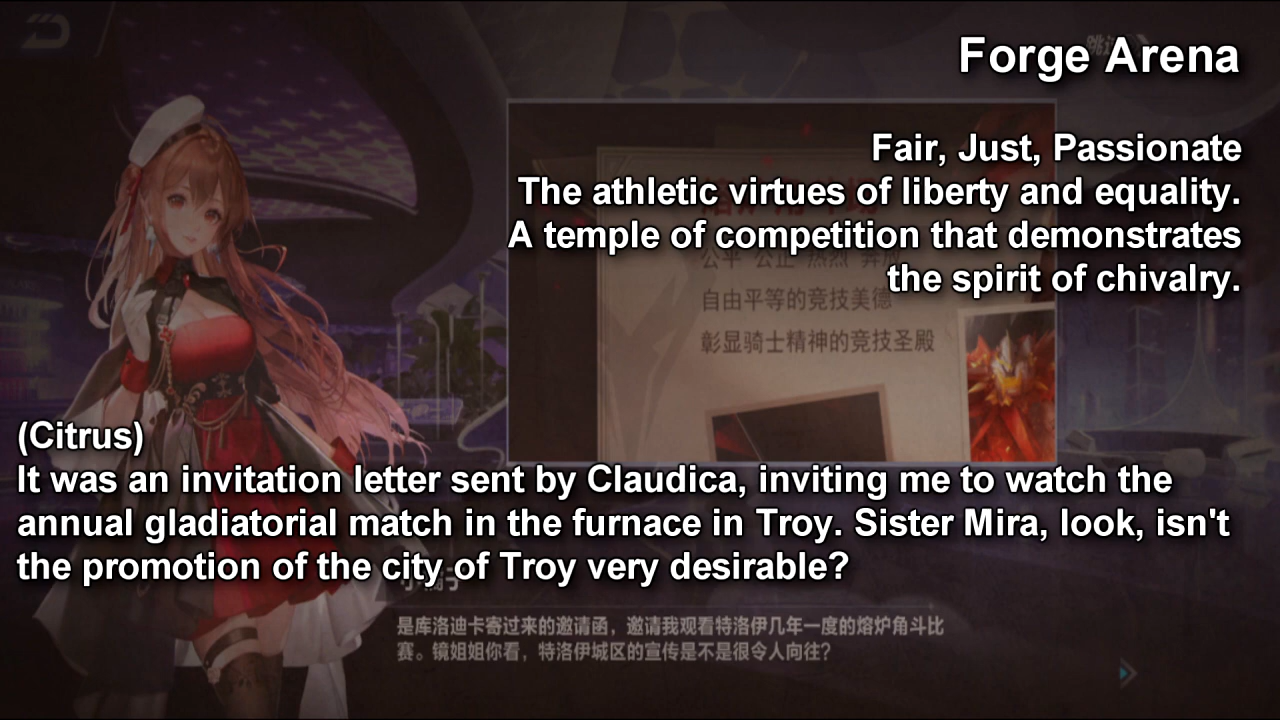 跳过
Forge Arena
Fair, Just, Passionate
The athletic virtues of liberty and equality.
A temple of competition that demonstrates
the spirit of chivalry.
公平 公正 热烈 奔放
自由平等的竞技美德
彰显骑士精神的竞技圣殿
(Citrus)
It was an invitation letter sent by Claudica, inviting me to watch the
annual gladiatorial match in the furnace in Troy. Sister Mira, look, isn't
the promotion of the city of Troy very desirable?
是库洛迪卡寄过来的邀请函，邀请我观看特洛伊几年一度的熔炉角斗比
赛。镜姐姐你看，特洛伊城区的宣传是不是很令人向往？